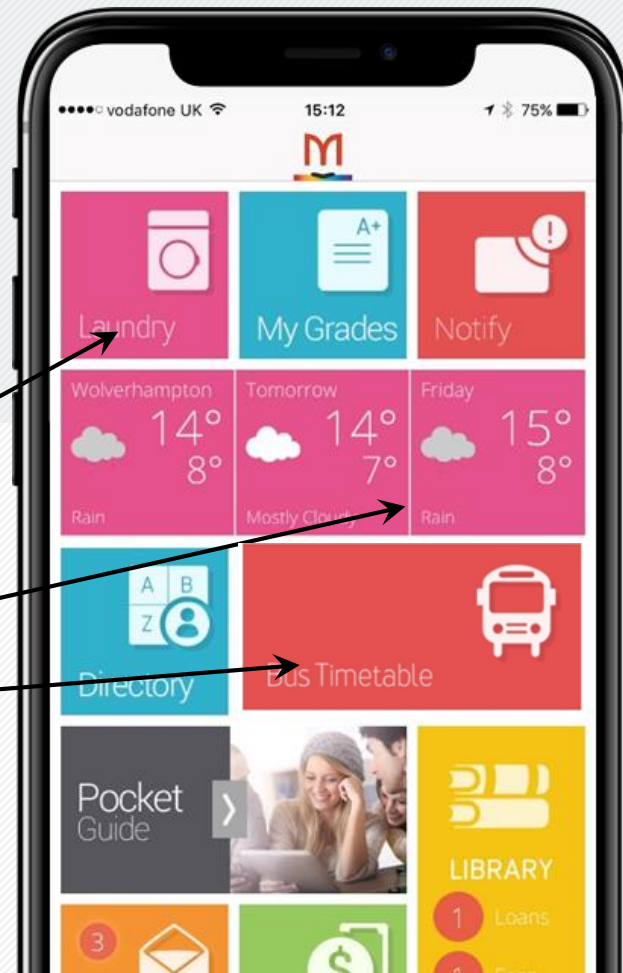 vodafone UK 15:12 75%
M
A+
Laundry
My Grades
Notify
Wolverhampton
14°
8°
Rain
Tomorrow
14°
7°
Mostly Cloudy
Friday
15°
8°
Rain
A B
Z
Directory
Bus Timetable
Pocket
Guide
LIBRARY
1 Loans
3
$
1